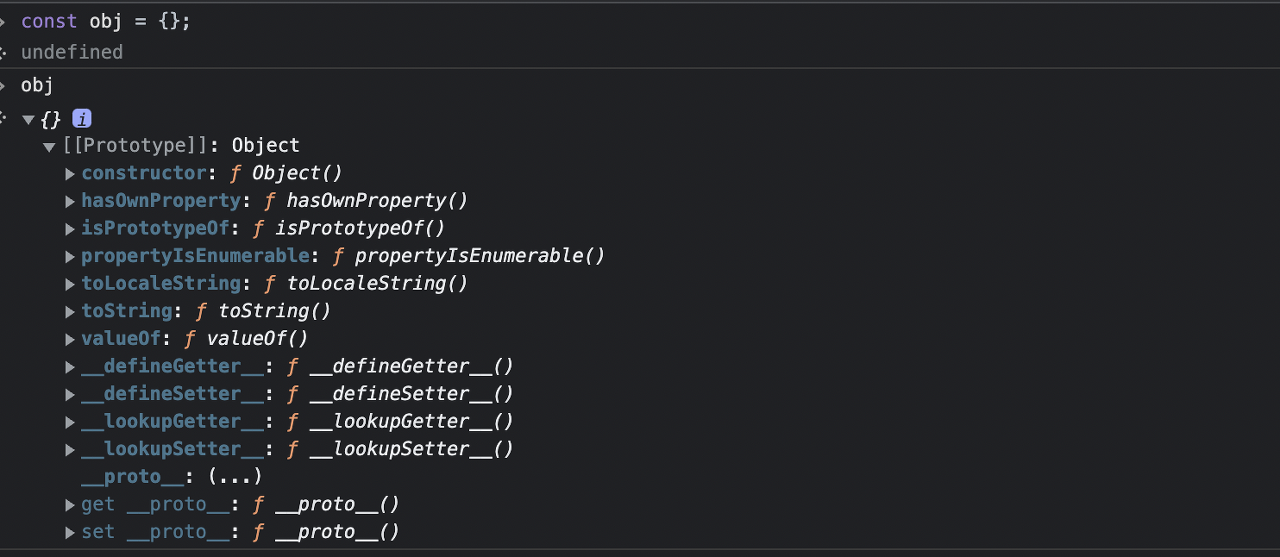 const obj = {};
undefined
obj
{} i
[[Prototype]]: Object
constructor: ƒ Object()
hasOwnProperty: ƒ hasOwnProperty()
isPrototypeOf: ƒ isPrototypeOf()
propertyIsEnumerable: ƒ propertyIsEnumerable()
toLocaleString: ƒ toLocaleString()
toString: ƒ toString()
valueOf: ƒ valueOf()
__defineGetter__: ƒ __defineGetter__()
__defineSetter__: ƒ __defineSetter__()
__lookupGetter__: ƒ __lookupGetter__()
__lookupSetter__: ƒ __lookupSetter__()
__proto__: (...)
get __proto__: ƒ __proto__()
set __proto__: ƒ __proto__()